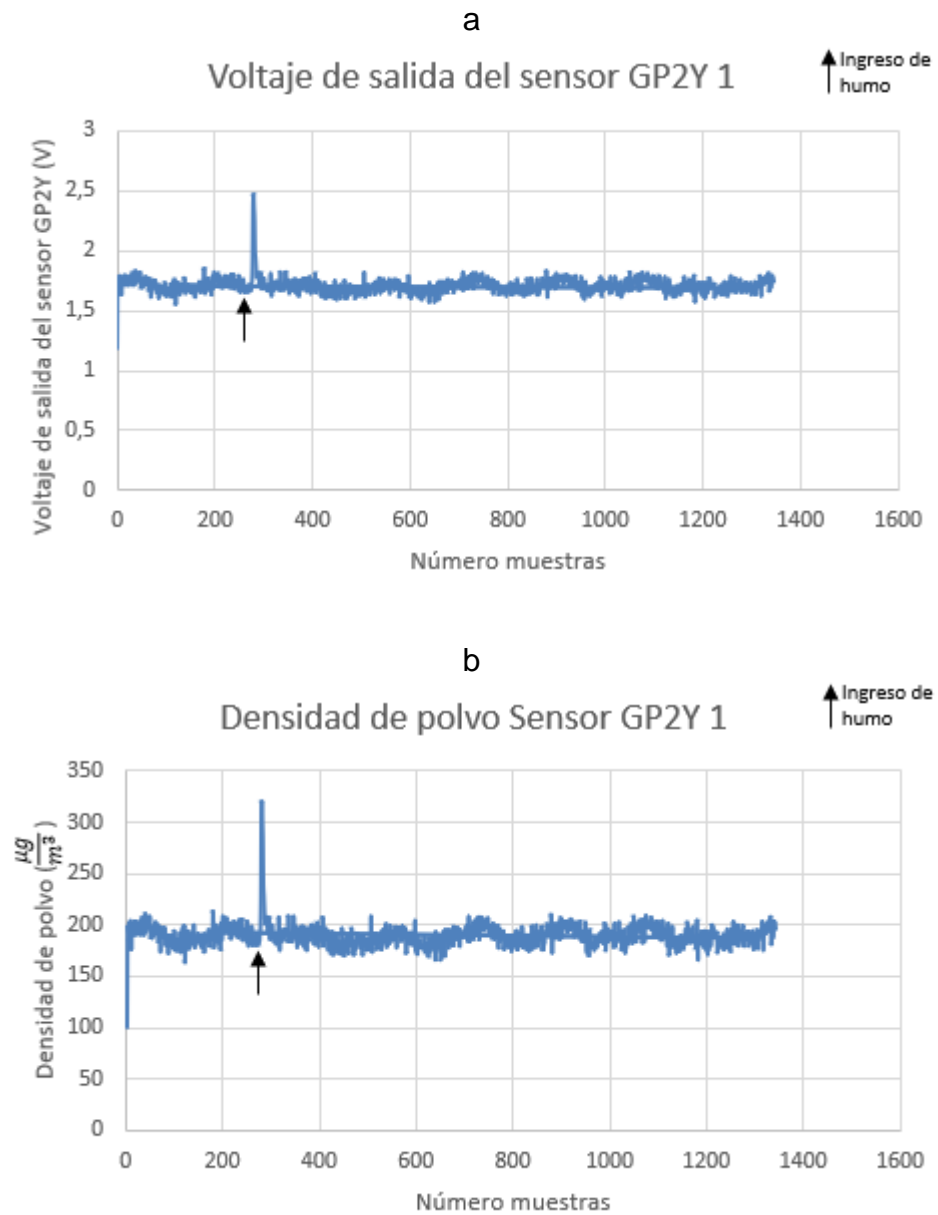 a
Voltaje de salida del sensor GP2Y 1
Ingreso de
humo
Voltaje de salida del sensor GP2Y (V)
3
2,5
2
1,5
1
0,5
0
0 200 400 600 800 1000 1200 1400 1600
Número muestras
b
Densidad de polvo Sensor GP2Y 1
Ingreso de
humo
Densidad de polvo (µg/m³)
350
300
250
200
150
100
50
0
0 200 400 600 800 1000 1200 1400 1600
Número muestras